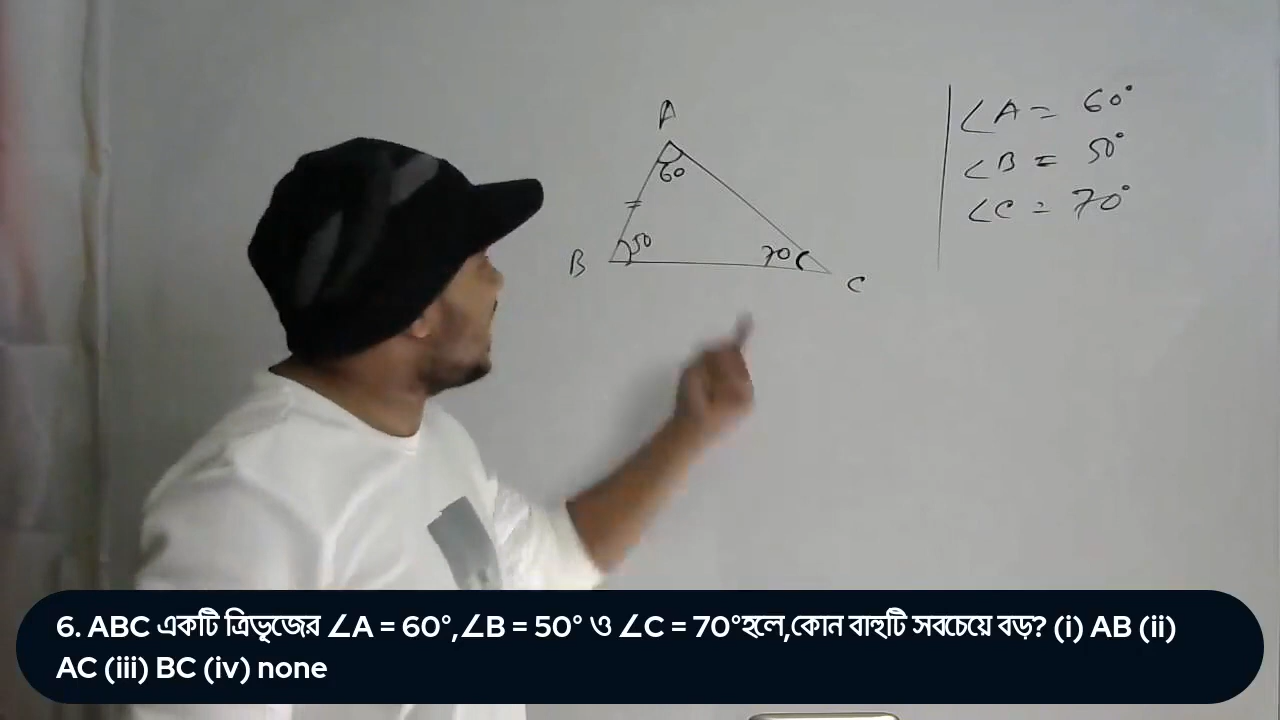 A
60
50
B
70
C
∠A = 60°
∠B = 50°
∠C = 70°
6. ABC একটি ত্রিভূজের ∠A = 60°,∠B = 50° ও ∠C = 70°হলে,কোন বাহুটি সবচেয়ে বড়? (i) AB (ii)
AC (iii) BC (iv) none